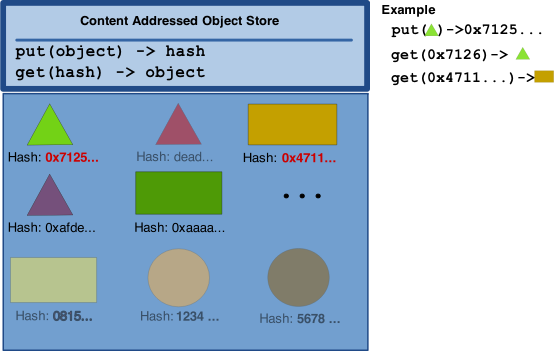 Content Addressed Object Store
put(object) -> hash
get(hash) -> object
Example
put( )->0x7125...
get(0x7126)->
get(0x4711...)->
Hash: 0x7125...
Hash: dead...
Hash: 0x4711...
Hash: 0xafde...
Hash: 0xaaaa...
...
Hash: 0815...
Hash: 1234 ...
Hash: 5678 ...